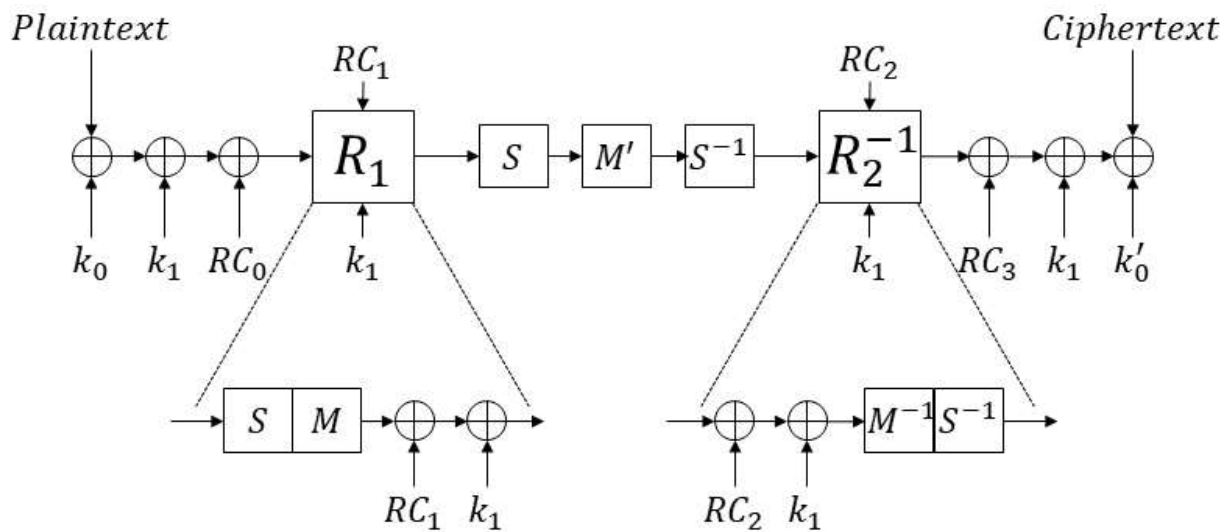 Plaintext Ciphertext
RC₁ RC₂
R₁ S M′ S⁻¹ R₂⁻¹
k₀ k₁ RC₀ k₁ k₁ RC₃ k₁ k₀′
S M M⁻¹ S⁻¹
RC₁ k₁ RC₂ k₁